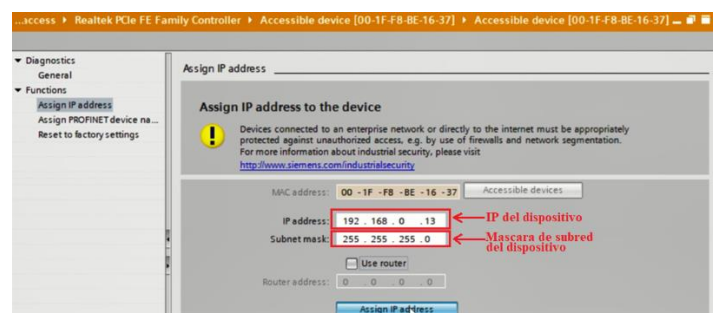 ...access ▸ Realtek PCIe FE Family Controller ▸ Accessible device [00-1F-F8-BE-16-37] ▸ Accessible device [00-1F-F8-BE-16-37]
Diagnostics
General
Functions
Assign IP address
Assign PROFINET device na...
Reset to factory settings
Assign IP address
Assign IP address to the device
Devices connected to an enterprise network or directly to the internet must be appropriately
protected against unauthorized access, e.g. by use of firewalls and network segmentation.
For more information about industrial security, please visit
http://www.siemens.com/industrialsecurity
MAC address: 00 - 1F - F8 - BE - 16 - 37 Accessible devices
IP address: 192 . 168 . 0 . 13 IP del dispositivo
Subnet mask: 255 . 255 . 255 . 0 Mascara de subred
del dispositivo
Use router
Router address: 0 . 0 . 0 . 0
Assign IP address